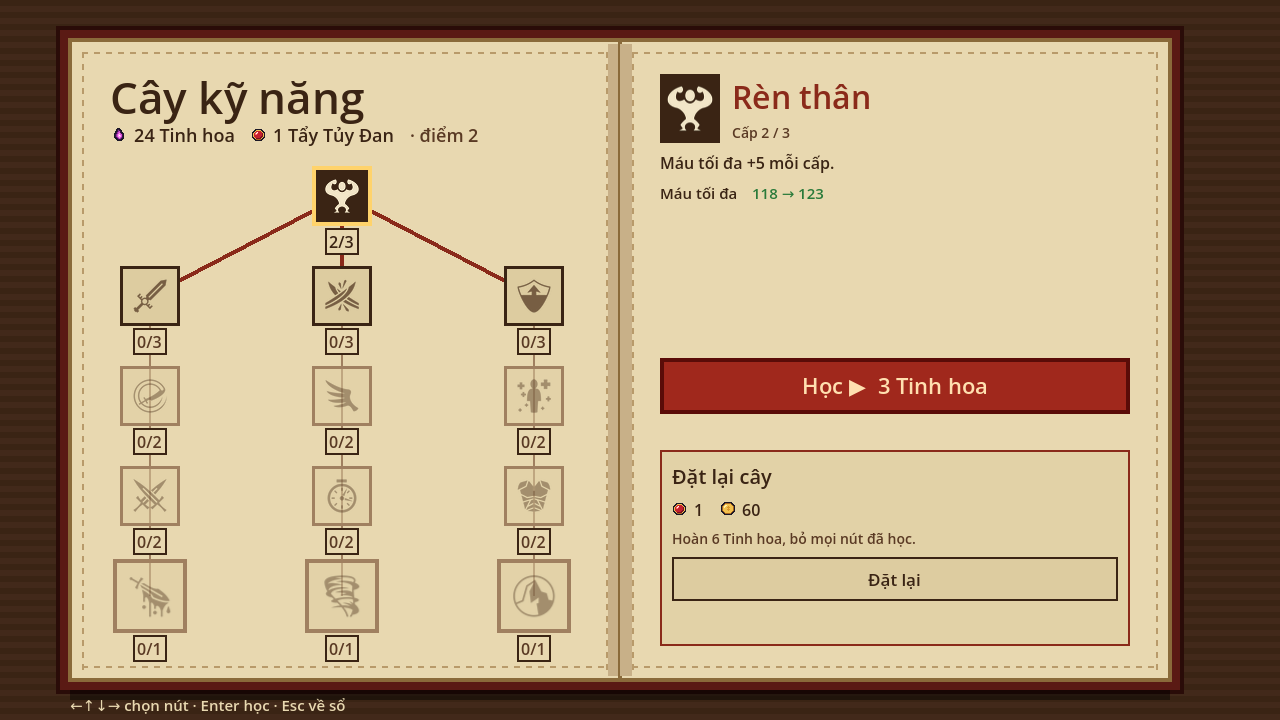 Cây kỹ năng
24 Tinh hoa 1 Tẩy Tủy Đan · điểm 2
2/3
0/3 0/3 0/3
0/2 0/2 0/2
0/2 0/2 0/2
0/1 0/1 0/1
Rèn thân
Cấp 2 / 3
Máu tối đa +5 mỗi cấp.
Máu tối đa 118 → 123
Học ▶ 3 Tinh hoa
Đặt lại cây
1 60
Hoàn 6 Tinh hoa, bỏ mọi nút đã học.
Đặt lại
←↑↓→ chọn nút · Enter học · Esc về sổ